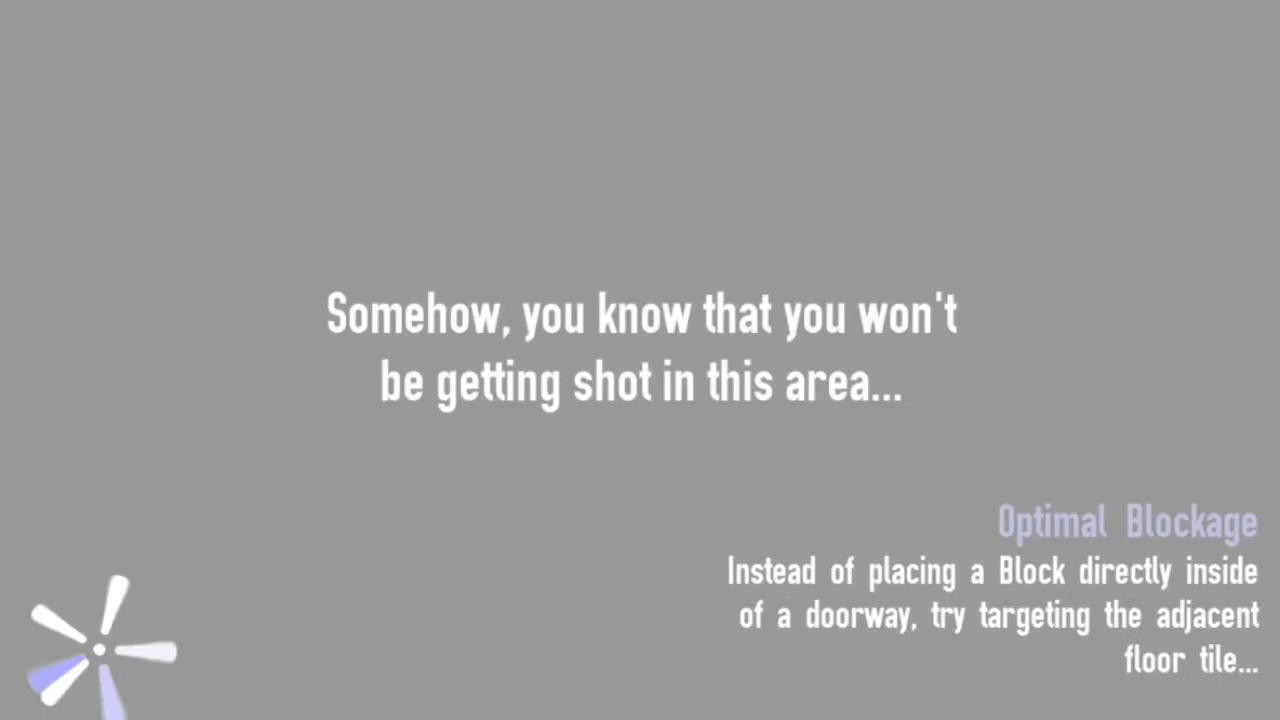 Somehow, you know that you won't
be getting shot in this area...
Optimal Blockage
Instead of placing a Block directly inside
of a doorway, try targeting the adjacent
floor tile...